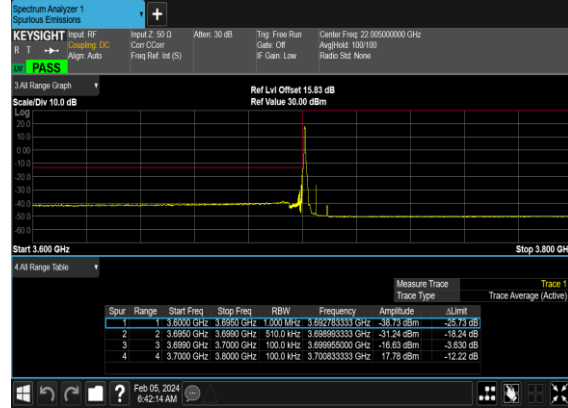 Spectrum Analyzer 1
Spurious Emissions
+
KEYSIGHT Input: RF Input Z: 50 Ω Atten: 30 dB Trig: Free Run Center Freq: 22.005000000 GHz
R T Coupling: DC Corr CCorr Gate: Off Avg|Hold: 100/100
Align: Auto Freq Ref: Int (S) IF Gain: Low Radio Std: None
PASS
3 All Range Graph
Ref Lvl Offset 15.83 dB
Scale/Div 10.0 dB Ref Value 30.00 dBm
Log
20.0
10.0
0.00
-10.0
-20.0
-30.0
-40.0
-50.0
-60.0
Start 3.600 GHz Stop 3.800 GH
4 All Range Table
Measure Trace Trace 1
Trace Type Trace Average (Active)
Spur Range Start Freq Stop Freq RBW Frequency Amplitude ΔLimit
1 1 3.6000 GHz 3.6950 GHz 1.000 MHz 3.692783333 GHz -38.73 dBm -25.73 dB
2 2 3.6950 GHz 3.6990 GHz 510.0 kHz 3.698993333 GHz -31.24 dBm -18.24 dB
3 3 3.6990 GHz 3.7000 GHz 100.0 kHz 3.699955000 GHz -16.63 dBm -3.630 dB
4 4 3.7000 GHz 3.8000 GHz 100.0 kHz 3.700833333 GHz 17.78 dBm -12.22 dB
? Feb 05, 2024
6:42:14 AM